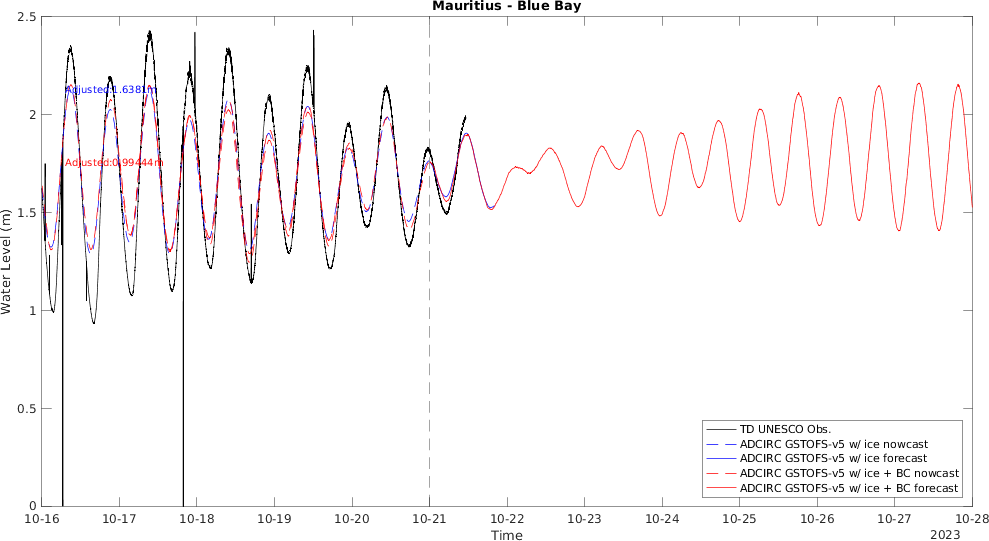 Mauritius - Blue Bay
2.5
2
1.5
1
0.5
0
Water Level (m)
Adjusted:1.6381m
Adjusted:0.99444m
TD UNESCO Obs.
ADCIRC GSTOFS-v5 w/ ice nowcast
ADCIRC GSTOFS-v5 w/ ice forecast
ADCIRC GSTOFS-v5 w/ ice + BC nowcast
ADCIRC GSTOFS-v5 w/ ice + BC forecast
10-16 10-17 10-18 10-19 10-20 10-21 10-22 10-23 10-24 10-25 10-26 10-27 10-28
Time
2023